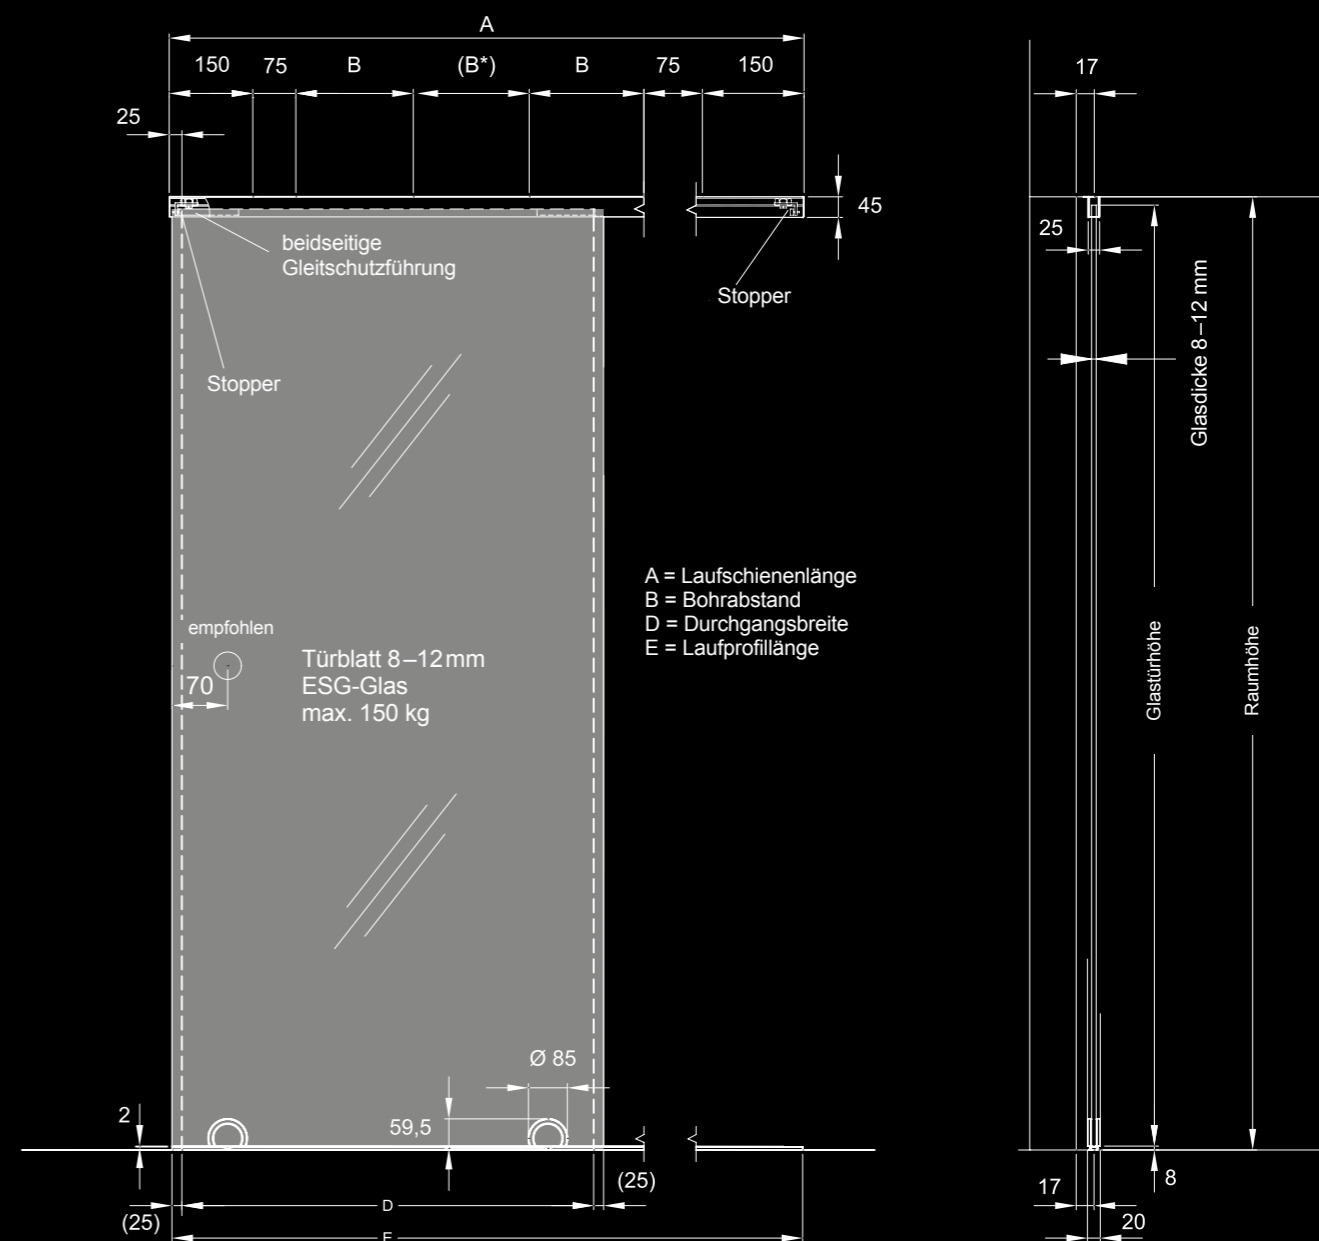 A
150 75 B (B*) B 75 150
25
45
beidseitige
Gleitschutzführung
Stopper
Stopper
empfohlen
70
Türblatt 8–12 mm
ESG-Glas
max. 150 kg
A = Laufschienenlänge
B = Bohrabstand
D = Durchgangsbreite
E = Laufprofillänge
Ø 85
59,5
2
(25)
D
(25)
E
17
25
Glasdicke 8–12 mm
Glastürhöhe
Raumhöhe
8
17
20